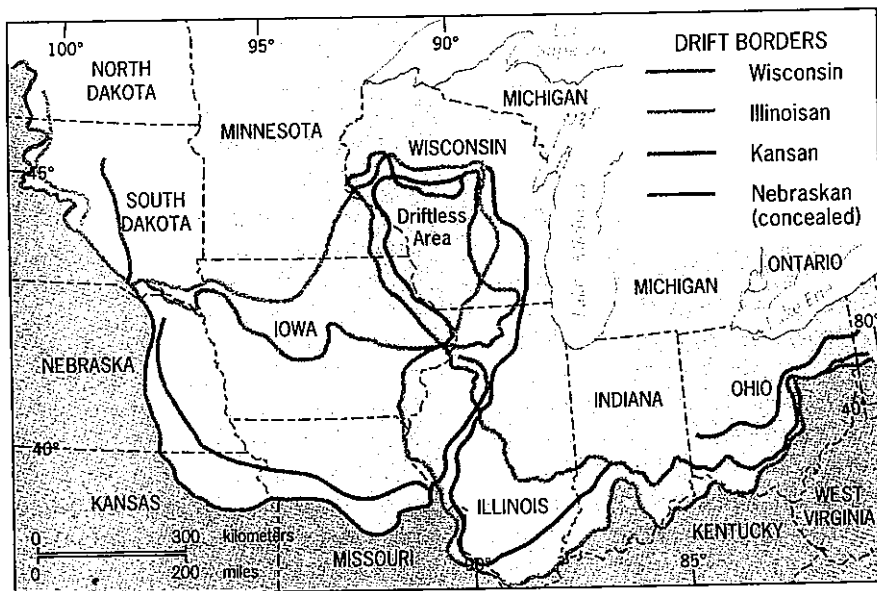 100°
95°
90°
DRIFT BORDERS
Wisconsin
Illinoisan
Kansan
Nebraskan
(concealed)
NORTH
DAKOTA
MINNESOTA
MICHIGAN
WISCONSIN
45°
SOUTH
DAKOTA
Driftless
Area
ONTARIO
MICHIGAN
IOWA
80°
NEBRASKA
INDIANA
OHIO
40°
40°
KANSAS
ILLINOIS
WEST
VIRGINIA
KENTUCKY
0 300 kilometers
0 200 miles
MISSOURI
90°
85°